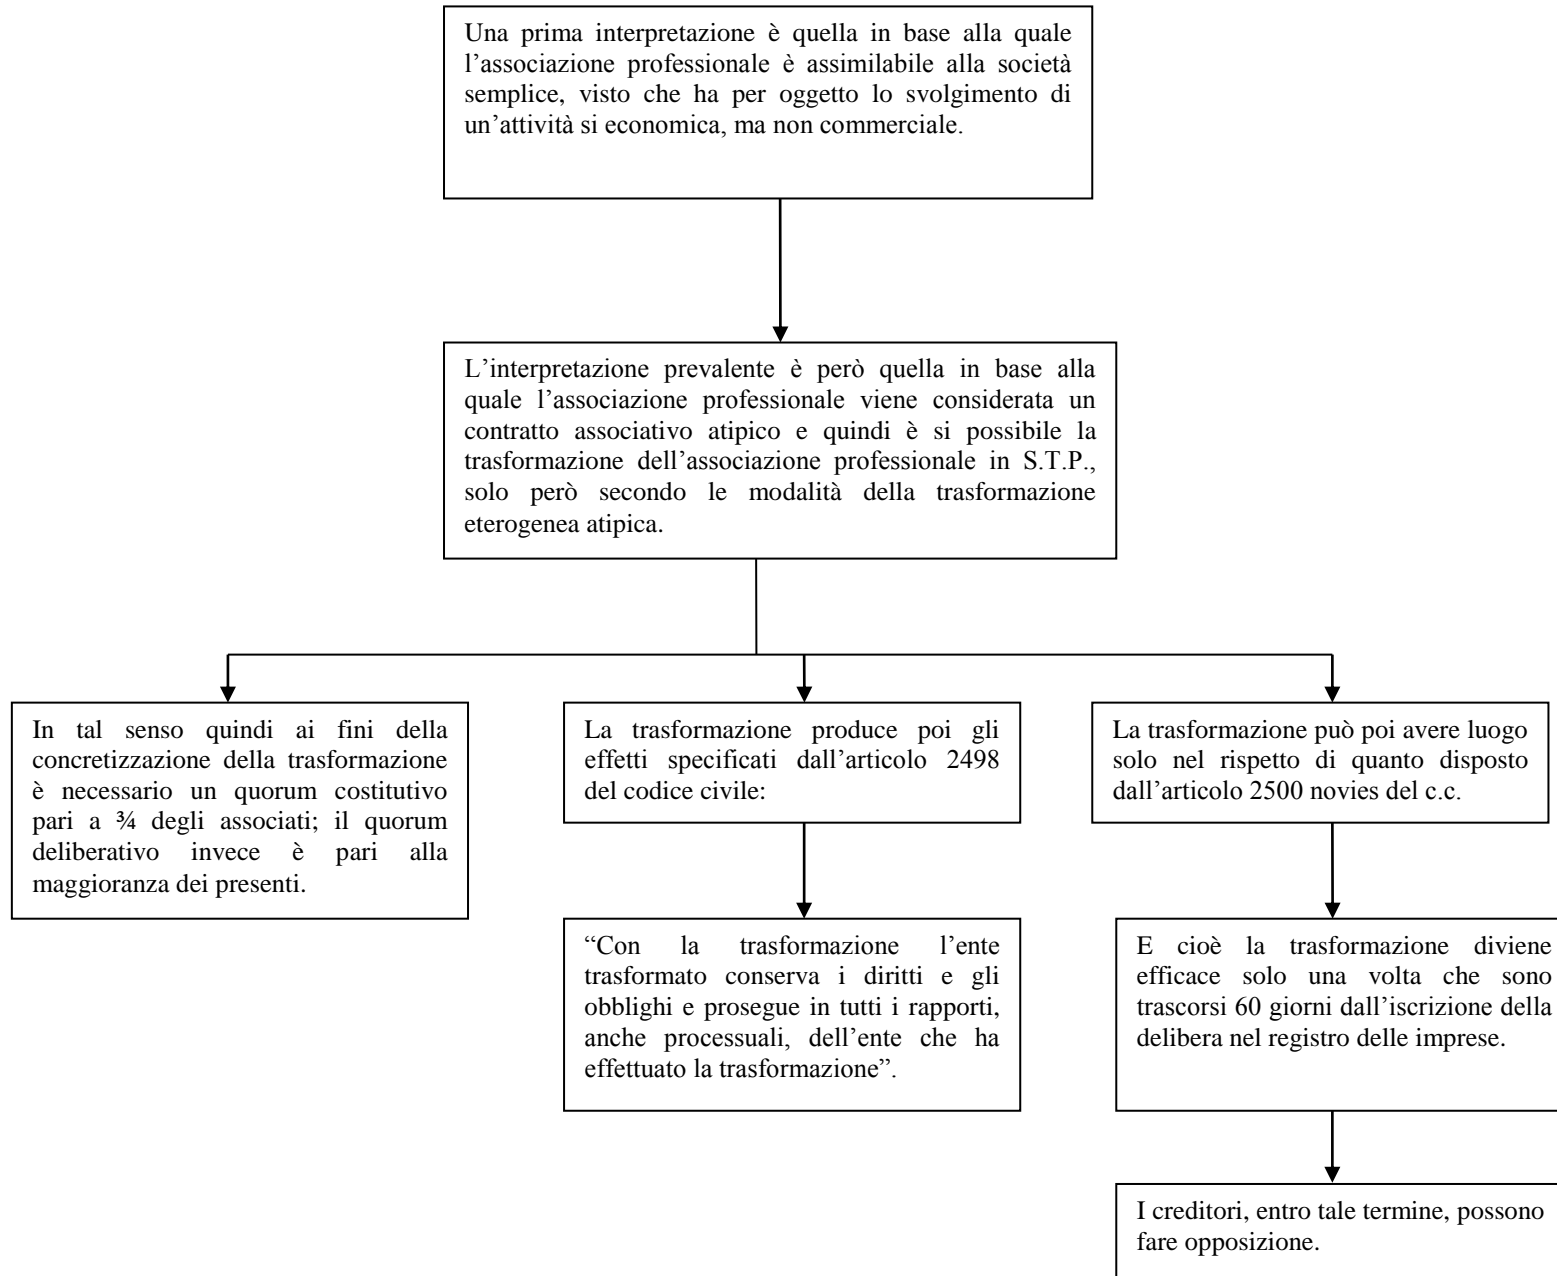 Una prima interpretazione è quella in base alla quale
l’associazione professionale è assimilabile alla società
semplice, visto che ha per oggetto lo svolgimento di
un’attività si economica, ma non commerciale.
L’interpretazione prevalente è però quella in base alla
quale l’associazione professionale viene considerata un
contratto associativo atipico e quindi è si possibile la
trasformazione dell’associazione professionale in S.T.P.,
solo però secondo le modalità della trasformazione
eterogenea atipica.
In tal senso quindi ai fini della
concretizzazione della trasformazione
è necessario un quorum costitutivo
pari a ¾ degli associati; il quorum
deliberativo invece è pari alla
maggioranza dei presenti.
La trasformazione produce poi gli
effetti specificati dall’articolo 2498
del codice civile:
“Con la trasformazione l’ente
trasformato conserva i diritti e gli
obblighi e prosegue in tutti i rapporti,
anche processuali, dell’ente che ha
effettuato la trasformazione”.
La trasformazione può poi avere luogo
solo nel rispetto di quanto disposto
dall’articolo 2500 novies del c.c.
E cioè la trasformazione diviene
efficace solo una volta che sono
trascorsi 60 giorni dall’iscrizione della
delibera nel registro delle imprese.
I creditori, entro tale termine, possono
fare opposizione.